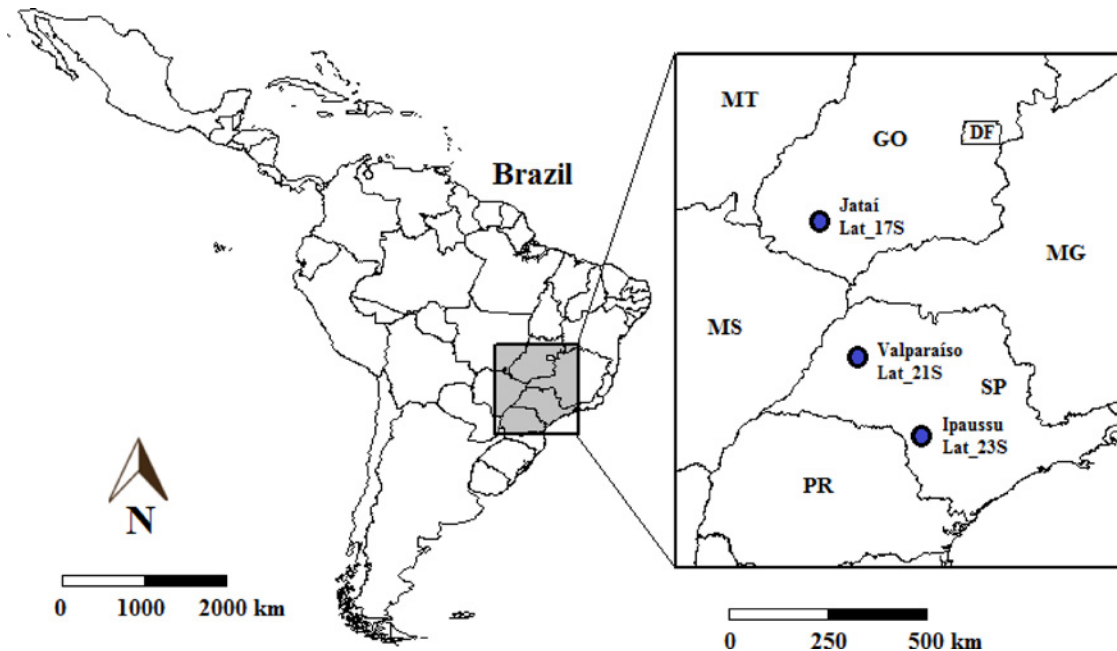 Brazil
N
0 1000 2000 km
MT
GO
DF
Jataí
Lat_17S
MG
MS
Valparaíso
Lat_21S
SP
Ipaussu
Lat_23S
PR
0 250 500 km